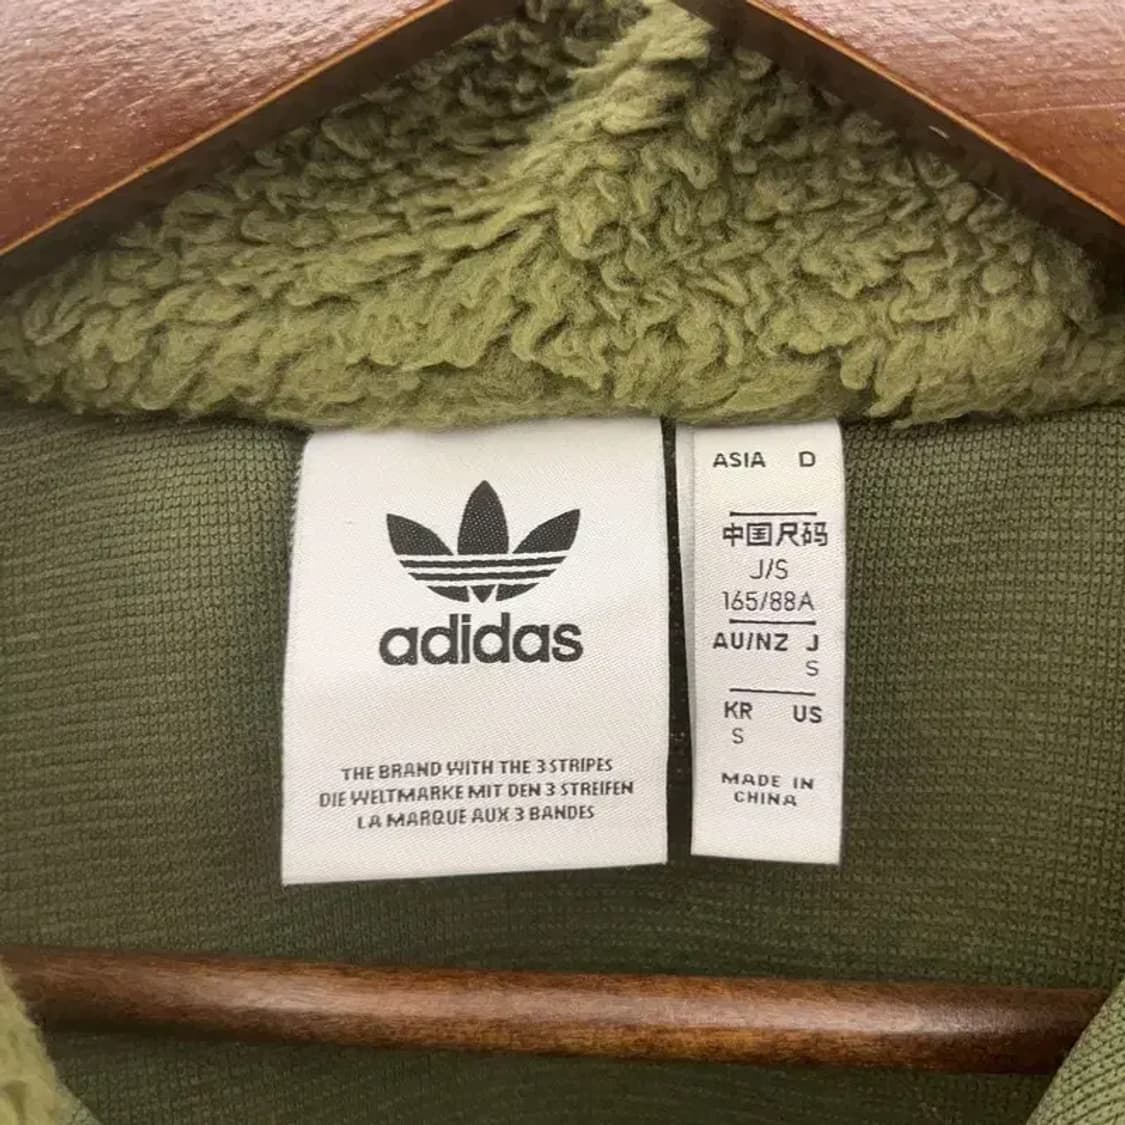 adidas
THE BRAND WITH THE 3 STRIPES
DIE WELTMARKE MIT DEN 3 STREIFEN
LA MARQUE AUX 3 BANDES
ASIA D
中国尺码
J/S
165/88A
AU/NZ J
S
KR US
S
MADE IN
CHINA